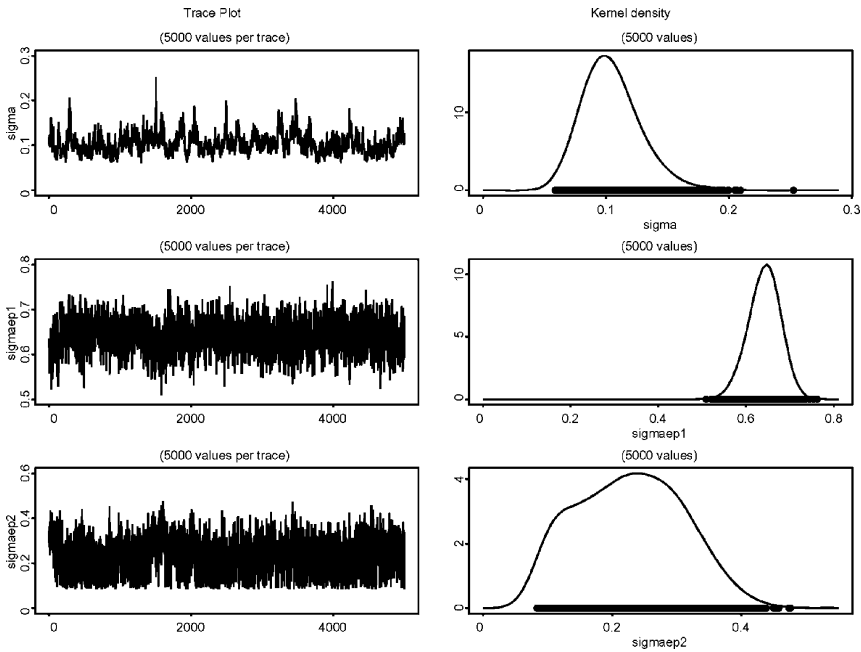 Trace Plot
Kernel density
(5000 values per trace)
(5000 values)
sigma
0
0.1
0.2
0.3
0
2000
4000
0
10
0
0.1
0.2
0.3
sigma
(5000 values per trace)
(5000 values)
sigmaep1
0.5
0.6
0.7
0.8
0
2000
4000
0
5
10
0
0.2
0.4
0.6
0.8
sigmaep1
(5000 values per trace)
(5000 values)
sigmaep2
0
0.2
0.4
0.6
0
2000
4000
0
2
4
0
0.2
0.4
sigmaep2